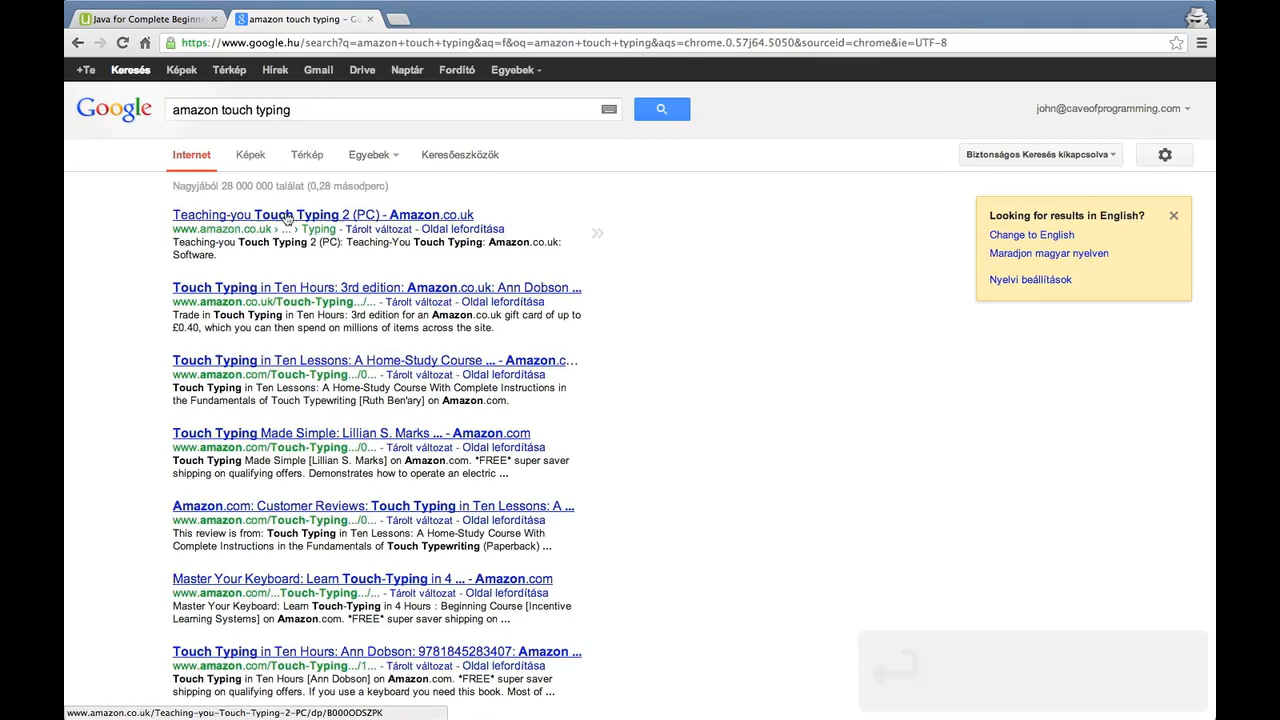 Java for Complete Beginne
amazon touch typing - Go
https://www.google.hu/search?q=amazon+touch+typing&aq=f&oq=amazon+touch+typing&aqs=chrome.0.57j64.5050&sourceid=chrome&ie=UTF-8
+Te Keresés Képek Térkép Hírek Gmail Drive Naptár Fordító Egyebek
Google amazon touch typing john@caveofprogramming.com
Internet Képek Térkép Egyebek Keresőeszközök Biztonságos Keresés kikapcsolva
Nagyjából 28 000 000 találat (0,28 másodperc)
Teaching-you Touch Typing 2 (PC) - Amazon.co.uk
www.amazon.co.uk › ... › Typing - Tárolt változat - Oldal lefordítása
Teaching-you Touch Typing 2 (PC): Teaching-You Touch Typing: Amazon.co.uk:
Software.
Touch Typing in Ten Hours: 3rd edition: Amazon.co.uk: Ann Dobson ...
www.amazon.co.uk/Touch-Typing.../... - Tárolt változat - Oldal lefordítása
Trade in Touch Typing in Ten Hours: 3rd edition for an Amazon.co.uk gift card of up to
£0.40, which you can then spend on millions of items across the site.
Touch Typing in Ten Lessons: A Home-Study Course ... - Amazon.c...
www.amazon.com/Touch-Typing.../0... - Tárolt változat - Oldal lefordítása
Touch Typing in Ten Lessons: A Home-Study Course With Complete Instructions in
the Fundamentals of Touch Typewriting [Ruth Ben'ary] on Amazon.com.
Touch Typing Made Simple: Lillian S. Marks ... - Amazon.com
www.amazon.com/Touch-Typing.../0... - Tárolt változat - Oldal lefordítása
Touch Typing Made Simple [Lillian S. Marks] on Amazon.com. *FREE* super saver
shipping on qualifying offers. Demonstrates how to operate an electric ...
Amazon.com: Customer Reviews: Touch Typing in Ten Lessons: A ...
www.amazon.com/Touch-Typing.../0... - Tárolt változat - Oldal lefordítása
This review is from: Touch Typing in Ten Lessons: A Home-Study Course With
Complete Instructions in the Fundamentals of Touch Typewriting (Paperback) ...
Master Your Keyboard: Learn Touch-Typing in 4 ... - Amazon.com
www.amazon.com/...Touch-Typing.../... - Tárolt változat - Oldal lefordítása
Master Your Keyboard: Learn Touch-Typing in 4 Hours : Beginning Course [Incentive
Learning Systems] on Amazon.com. *FREE* super saver shipping on ...
Touch Typing in Ten Hours: Ann Dobson: 9781845283407: Amazon ...
www.amazon.com/Touch-Typing.../1... - Tárolt változat - Oldal lefordítása
Touch Typing in Ten Hours [Ann Dobson] on Amazon.com. *FREE* super saver
shipping on qualifying offers. If you use a keyboard you need this book. Most of ...
Looking for results in English?
Change to English
Maradjon magyar nyelven
Nyelvi beállítások
www.amazon.co.uk/Teaching-you-Touch-Typing-2-PC/dp/B000ODSZPK